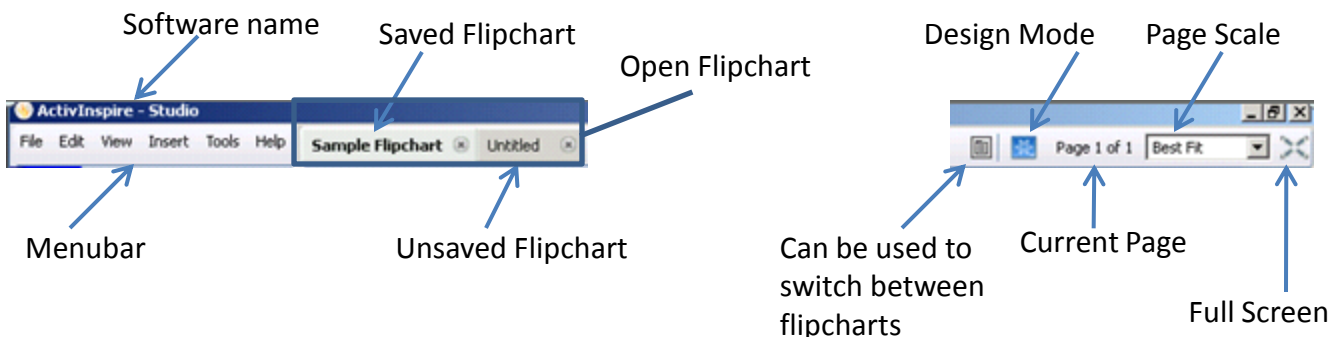 Software name
Saved Flipchart
Open Flipchart
Design Mode
Page Scale
ActivInspire - Studio
File Edit View Insert Tools Help
Sample Flipchart
Untitled
Page 1 of 1
Best Fit
Menubar
Unsaved Flipchart
Can be used to
switch between
flipcharts
Current Page
Full Screen